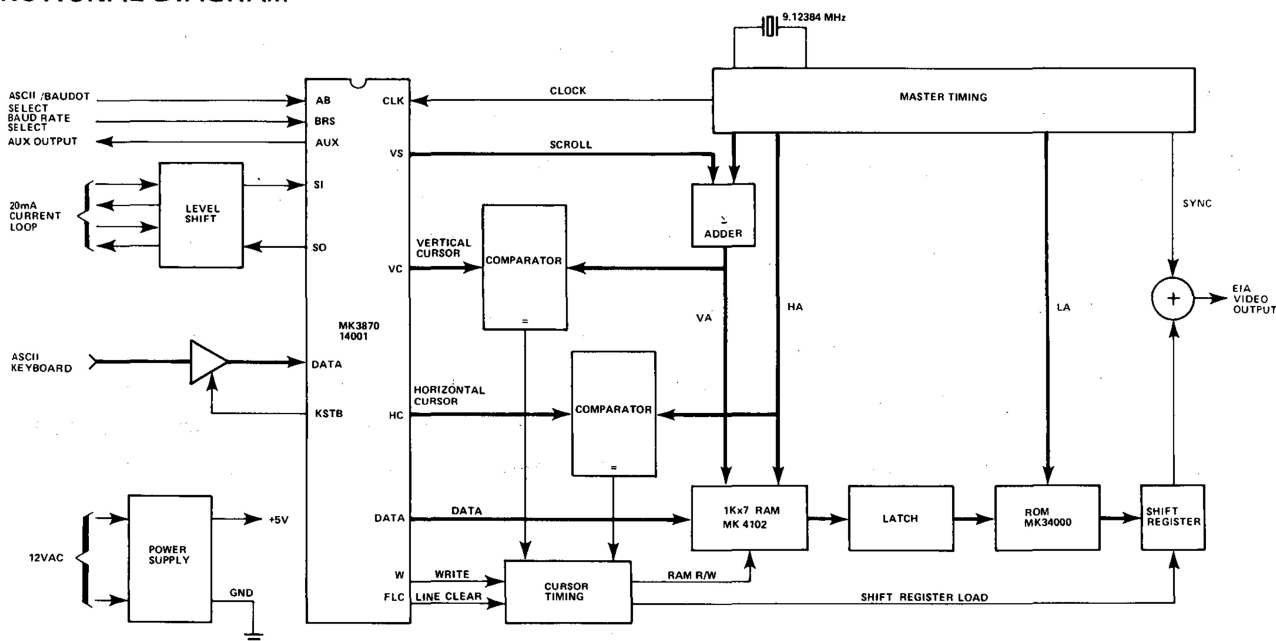 9.12384 MHz
MASTER TIMING
ASCII /BAUDOT
SELECT
BAUD RATE
SELECT
AUX OUTPUT
AB
BRS
AUX
CLK
CLOCK
VS
SCROLL
20mA
CURRENT
LOOP
LEVEL
SHIFT
SI
SO
VERTICAL
CURSOR
VC
COMPARATOR
=
Σ
ADDER
SYNC
VA
HA
LA
+
EIA
VIDEO
OUTPUT
MK3870
14001
ASCII
KEYBOARD
DATA
KSTB
HORIZONTAL
CURSOR
HC
COMPARATOR
=
12VAC
POWER
SUPPLY
+5V
GND
DATA
DATA
1Kx7 RAM
MK 4102
LATCH
ROM
MK34000
SHIFT
REGISTER
W
WRITE
FLC
LINE CLEAR
CURSOR
TIMING
RAM R/W
SHIFT REGISTER LOAD